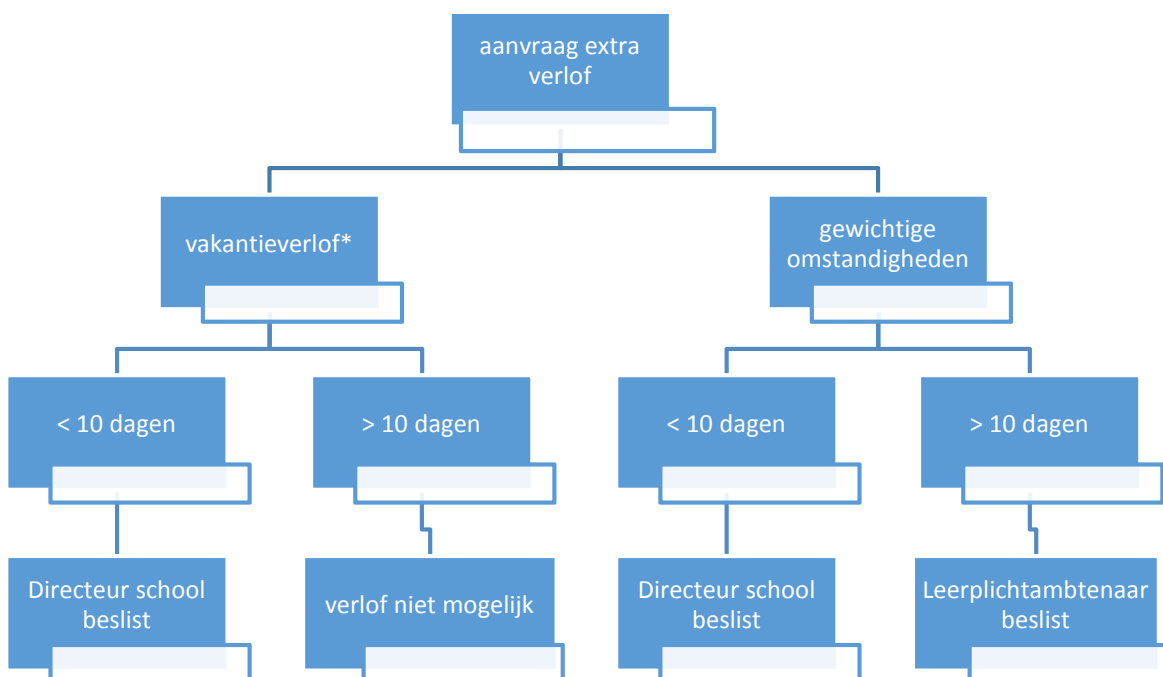 aanvraag extra
verlof
vakantieverlof*
gewichtige
omstandigheden
< 10 dagen
> 10 dagen
< 10 dagen
> 10 dagen
Directeur school
beslist
verlof niet mogelijk
Directeur school
beslist
Leerplichtambtenaar
beslist